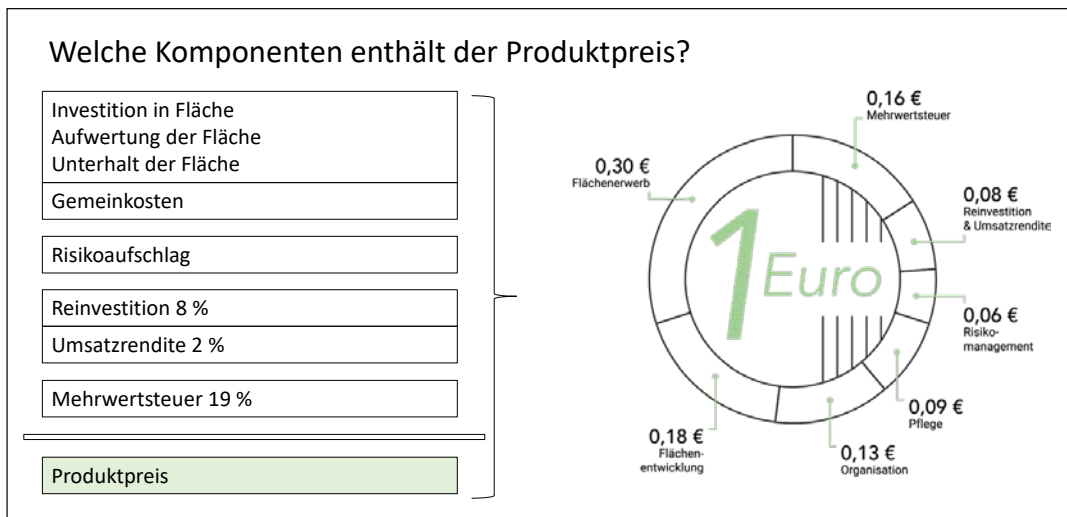 Welche Komponenten enthält der Produktpreis?
Investition in Fläche
Aufwertung der Fläche
Unterhalt der Fläche
Gemeinkosten
Risikoaufschlag
Reinvestition 8 %
Umsatzrendite 2 %
Mehrwertsteuer 19 %
Produktpreis
0,16 €
Mehrwertsteuer
0,08 €
Reinvestition
& Umsatzrendite
0,06 €
Risiko-
management
0,09 €
Pflege
0,13 €
Organisation
0,18 €
Flächen-
entwicklung
0,30 €
Flächenerwerb
1 Euro